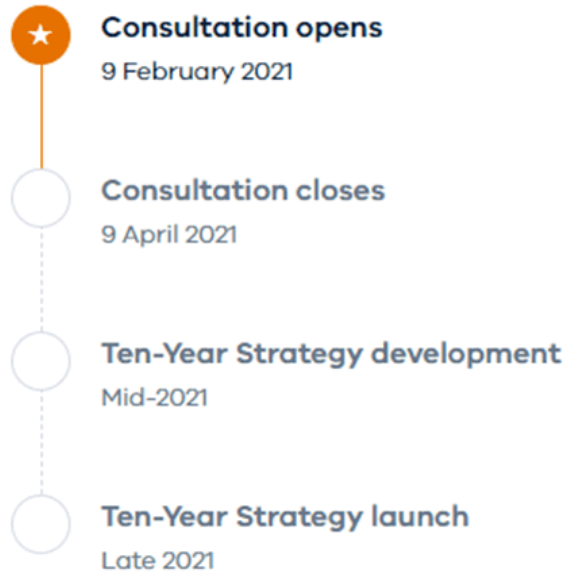 Consultation opens
9 February 2021
Consultation closes
9 April 2021
Ten-Year Strategy development
Mid-2021
Ten-Year Strategy launch
Late 2021